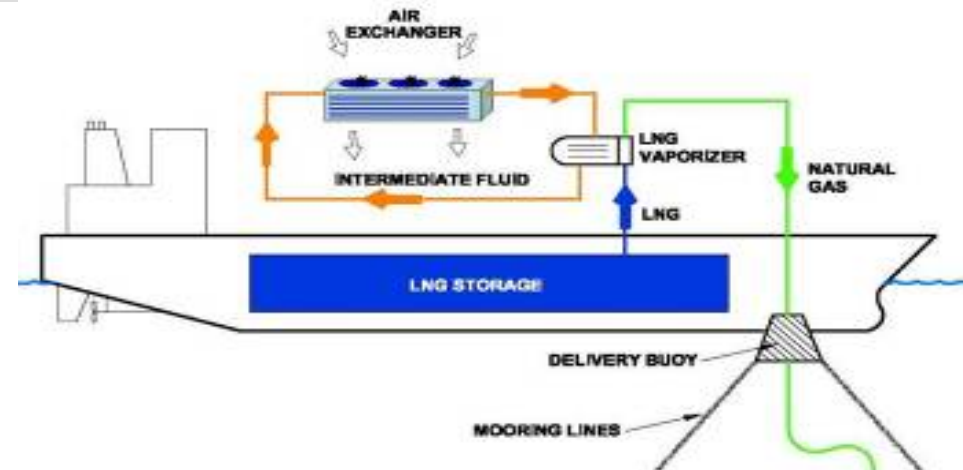 AIR
EXCHANGER
LNG
VAPORIZER
INTERMEDIATE FLUID
NATURAL
GAS
LNG
LNG STORAGE
DELIVERY BUOY
MOORING LINES